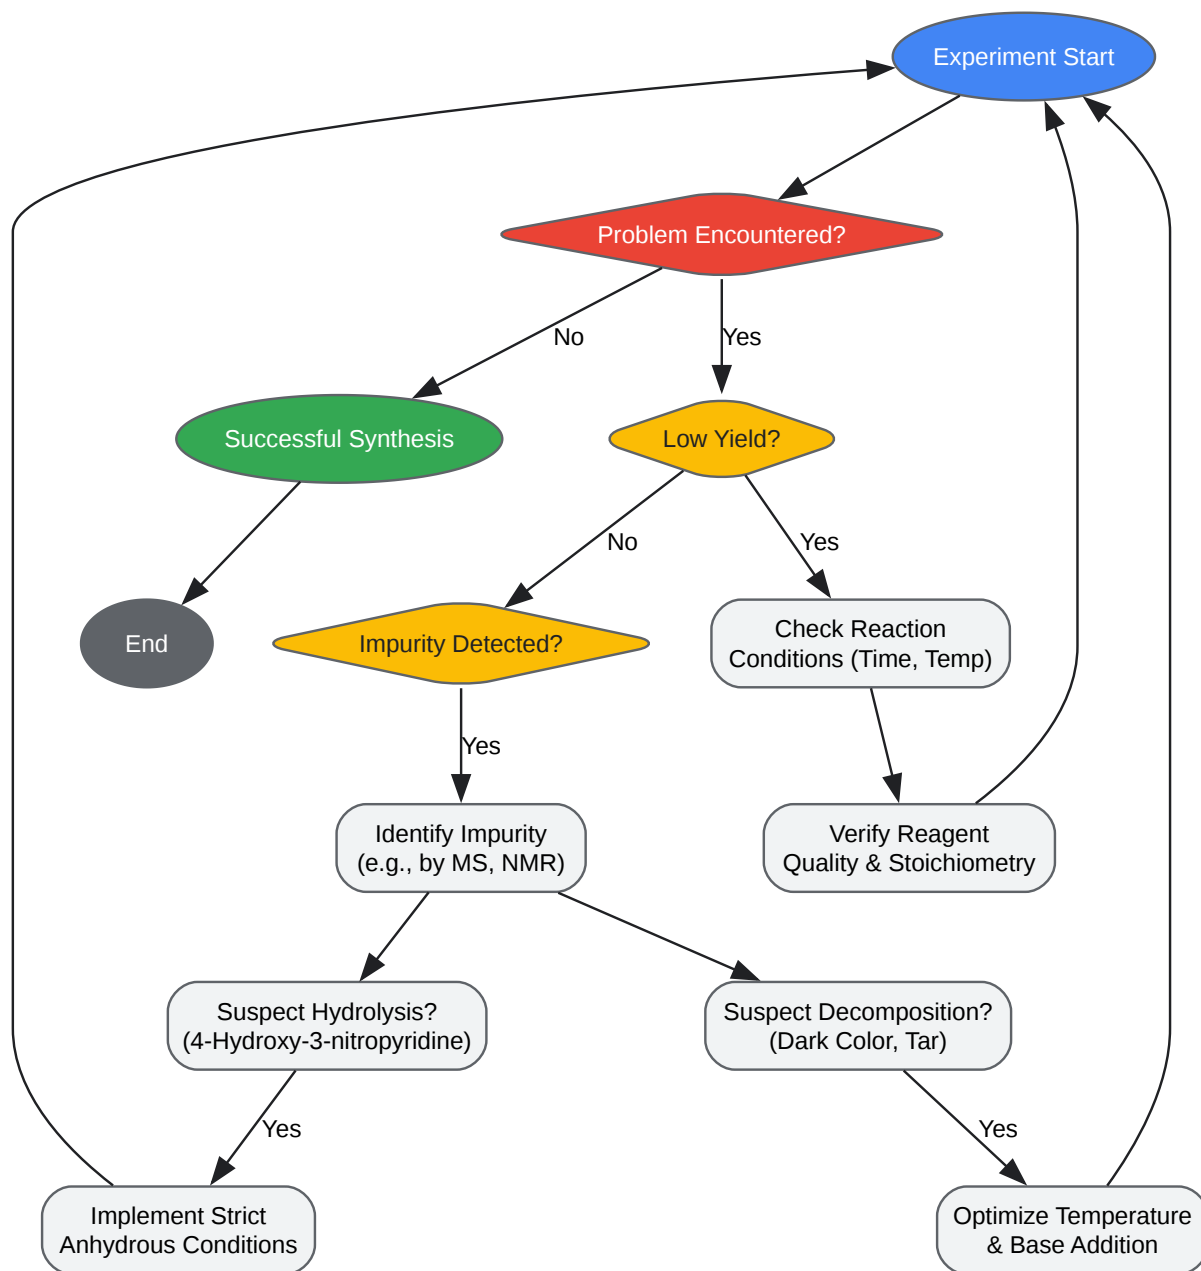 Experiment Start
Problem Encountered?
No
Yes
Successful Synthesis
Low Yield?
No
Yes
End
Impurity Detected?
Check Reaction
Conditions (Time, Temp)
Yes
Identify Impurity
(e.g., by MS, NMR)
Verify Reagent
Quality & Stoichiometry
Suspect Hydrolysis?
(4-Hydroxy-3-nitropyridine)
Suspect Decomposition?
(Dark Color, Tar)
Yes
Yes
Implement Strict
Anhydrous Conditions
Optimize Temperature
& Base Addition